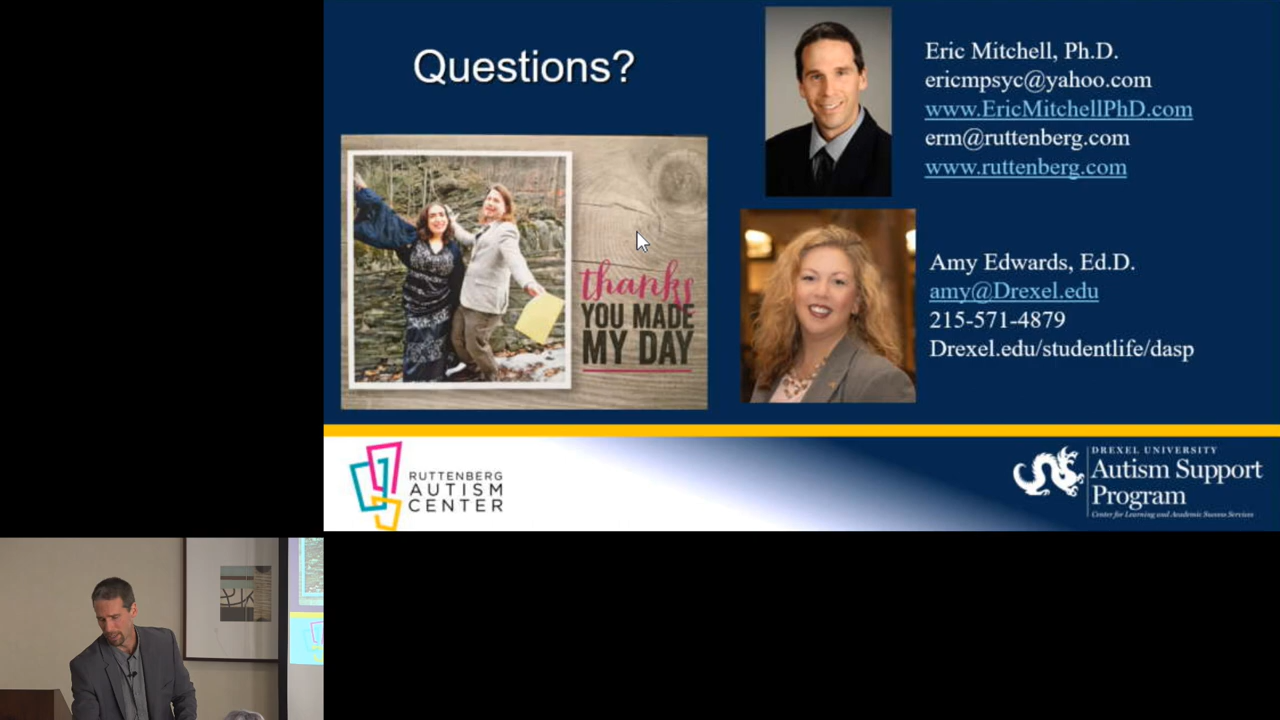 Questions?
Eric Mitchell, Ph.D.
ericmpsyc@yahoo.com
www.EricMitchellPhD.com
erm@ruttenberg.com
www.ruttenberg.com
thanks
YOU MADE
MY DAY
Amy Edwards, Ed.D.
amy@Drexel.edu
215-571-4879
Drexel.edu/studentlife/dasp
RUTTENBERG
AUTISM
CENTER
DREXEL UNIVERSITY
Autism Support
Program
Center for Learning and Academic Success Services